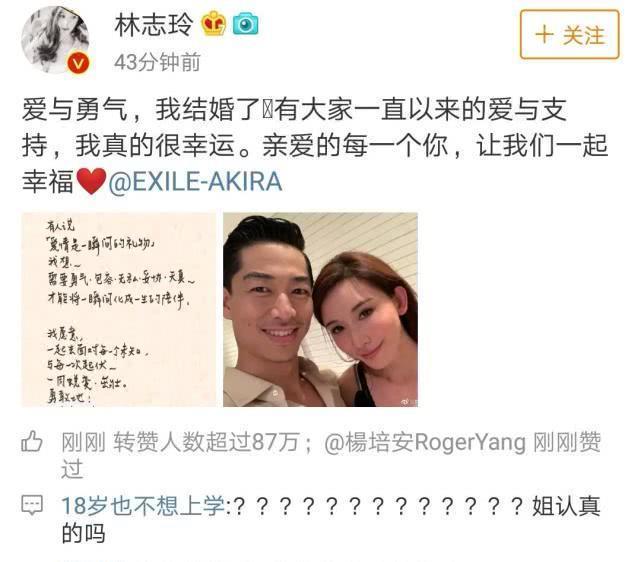 林志玲
43分钟前
+ 关注
爱与勇气，我结婚了 有大家一直以来的爱与支
持，我真的很幸运。亲爱的每一个你，让我们一起
幸福❤@EXILE-AKIRA
有人说
「爱情是一瞬间的礼物」
我想～
需要勇气·包容·无私·妥协·天真～
才能将一瞬间化成一生的陪伴。
我愿意，
一起去面对每一个未知，
与每一次起伏～
一同蜕变·茁壮。
勇敢地：
刚刚 转赞人数超过87万；@楊培安RogerYang 刚刚赞
过
18岁也不想上学:？？？？？？？？？？？？？姐认真
的吗